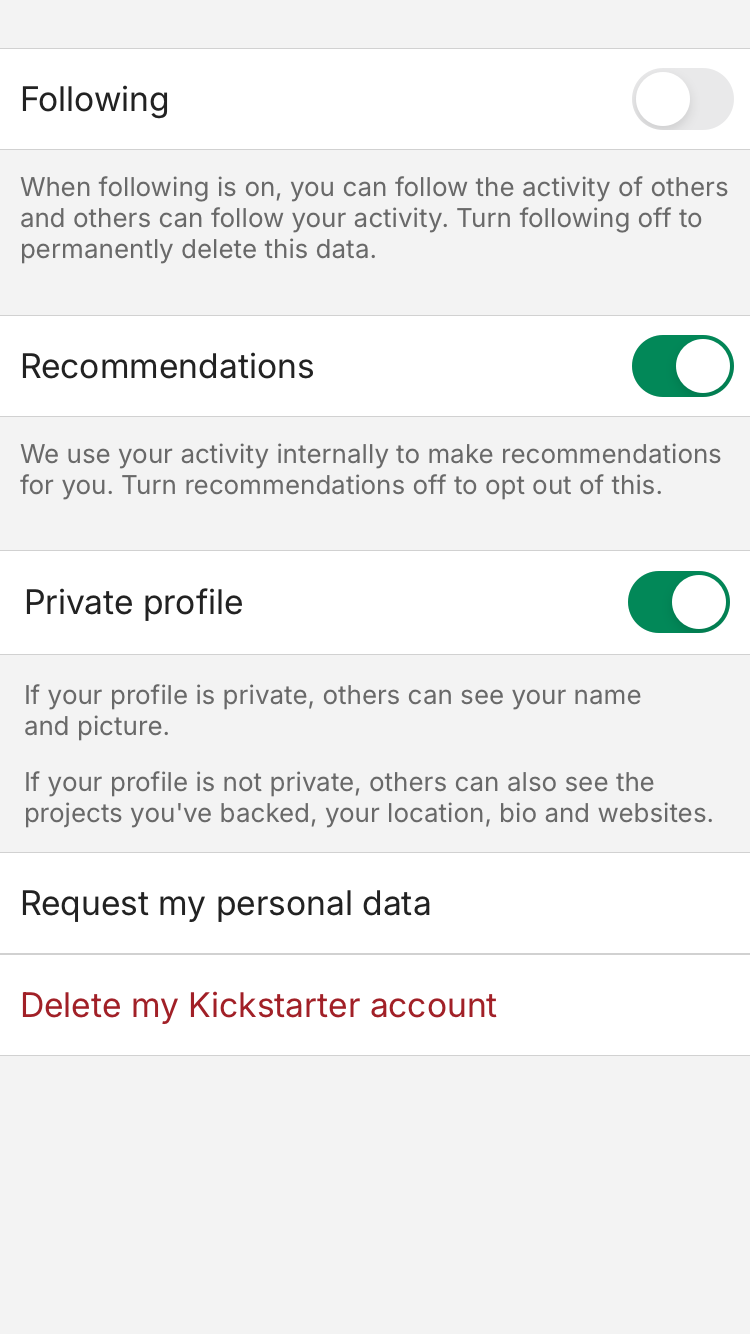 Following
When following is on, you can follow the activity of others
and others can follow your activity. Turn following off to
permanently delete this data.
Recommendations
We use your activity internally to make recommendations
for you. Turn recommendations off to opt out of this.
Private profile
If your profile is private, others can see your name
and picture.
If your profile is not private, others can also see the
projects you've backed, your location, bio and websites.
Request my personal data
Delete my Kickstarter account